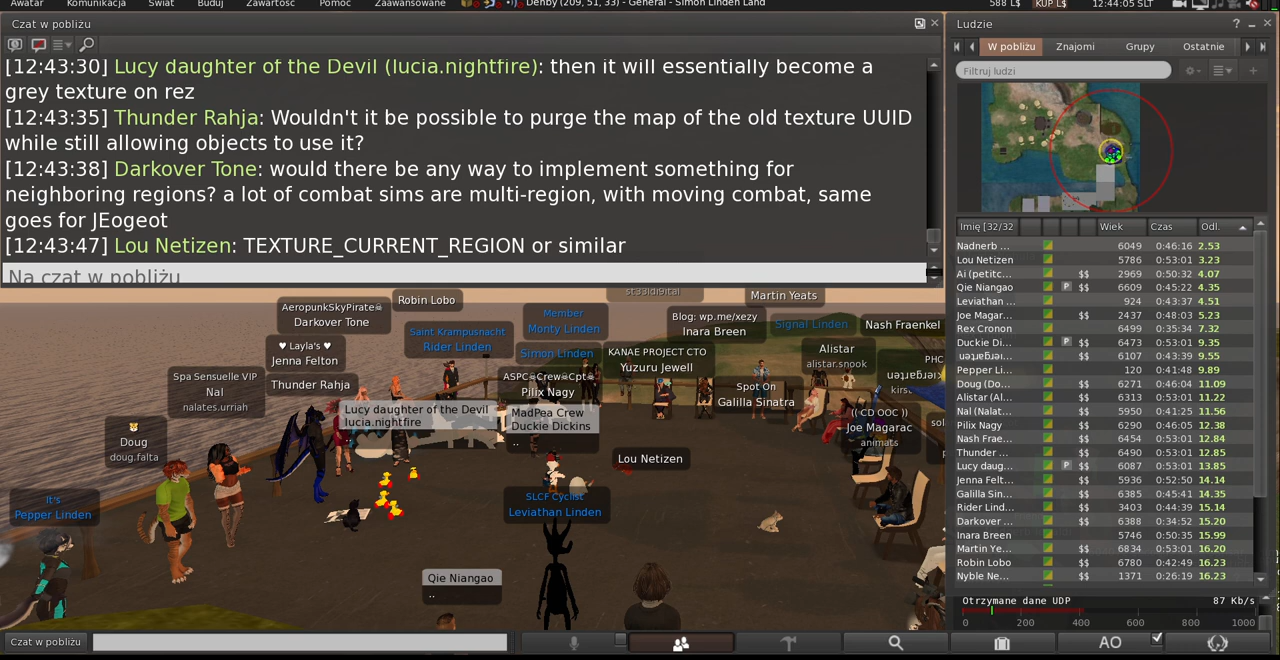 Awatar Komunikacja Świat Buduj Zawartość Pomoc Zaawansowane Denby (209, 51, 33) - General - Simon Linden Land 588 L$ KUP L$ 12:44:05 SLT
Czat w pobliżu
[12:43:30] Lucy daughter of the Devil (lucia.nightfire): then it will essentially become a
grey texture on rez
[12:43:35] Thunder Rahja: Wouldn't it be possible to purge the map of the old texture UUID
while still allowing objects to use it?
[12:43:38] Darkover Tone: would there be any way to implement something for
neighboring regions? a lot of combat sims are multi-region, with moving combat, same
goes for JEogeot
[12:43:47] Lou Netizen: TEXTURE_CURRENT_REGION or similar
Na czat w pobliżu
st33ldi9ital
Martin Yeats
Robin Lobo
AeropunkSkyPirate☠
Darkover Tone
Member
Monty Linden
Blog: wp.me/xezy
Inara Breen
Signal Linden
Nash Fraenkel
Saint Krampusnacht
Rider Linden
♥ Layla's ♥
Jenna Felton
Simon Linden
KANAE PROJECT CTO
Yuzuru Jewell
Alistar
alistar.snook
PHC
kirs
Spa Sensuelle VIP
Nal
nalates.urriah
Thunder Rahja
ASPC☠Crew☠Cpt☠
Pilix Nagy
Spot On
Galilla Sinatra
Lucy daughter of the Devil
lucia.nightfire
MadPea Crew
Duckie Dickins
..
(( CD OOC ))
Joe Magarac
animats
sol
Doug
doug.falta
Lou Netizen
It's
Pepper Linden
SLCF Cyclist
Leviathan Linden
Qie Niangao
..
Czat w pobliżu
Ludzie
? _ ×
W pobliżu Znajomi Grupy Ostatnie
Filtruj ludzi
Imię [32/32 Wiek Czas Odl.
Nadnerb ... 6049 0:46:16 2.53
Lou Netizen 5786 0:53:01 3.23
Ai (petitc... $$ 2969 0:50:32 4.07
Qie Niangao P $$ 6609 0:45:22 4.35
Leviathan ... 924 0:43:37 4.51
Joe Magar... $$ 2437 0:48:03 5.23
Rex Cronon 6499 0:35:34 7.32
Duckie Di... P $$ 6473 0:53:01 9.35
$$ 6107 0:43:39 9.55
Pepper Li... 120 0:41:48 9.89
Doug (Do... $$ 6271 0:46:04 11.09
Alistar (Al... $$ 6313 0:53:01 11.22
Nal (Nalat... $$ 5950 0:41:25 11.56
Pilix Nagy $$ 6290 0:46:05 12.38
Nash Frae... $$ 6454 0:53:01 12.84
Thunder ... $$ 6490 0:53:01 12.85
Lucy daug... P $$ 6087 0:53:01 13.85
Jenna Felt... $$ 5936 0:52:50 14.14
Galilla Sin... $$ 6385 0:45:41 14.35
Rider Lind... $$ 3403 0:44:39 15.14
Darkover ... $$ 6388 0:34:52 15.20
Inara Breen 5746 0:50:35 15.99
Martin Ye... $$ 6834 0:53:01 16.20
Robin Lobo $$ 6780 0:42:49 16.23
Nyble Ne... $$ 1371 0:26:19 16.23
Otrzymane dane UDP 87 Kb/s
0 200 400 600 800 1000
AO